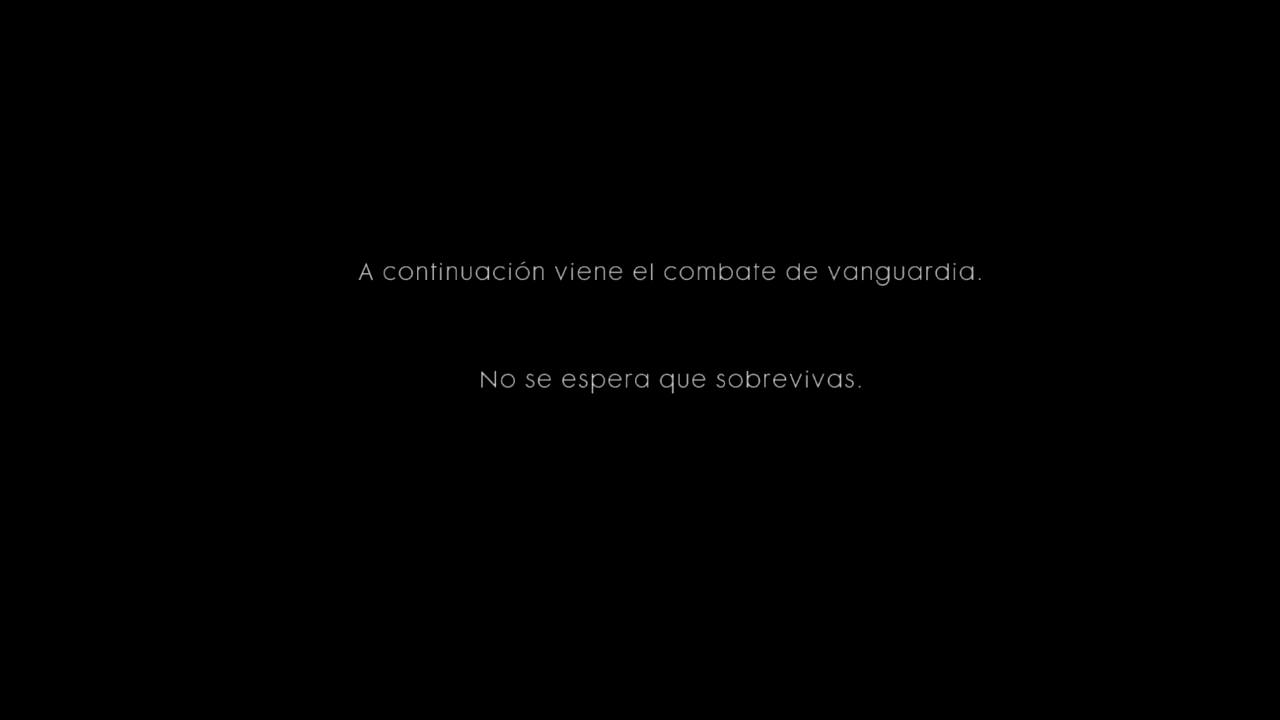 A continuación viene el combate de vanguardia.
No se espera que sobrevivas.